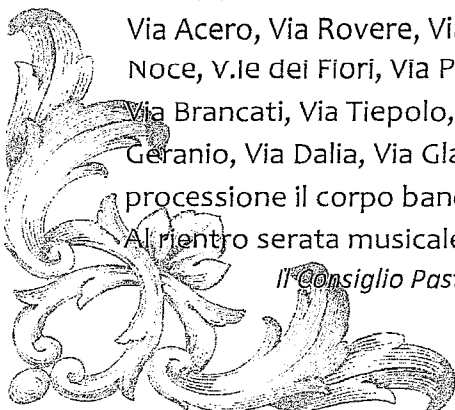 Via Acero, Via Rovere, Via
Noce, V.le dei Fiori, Via P
Via Brancati, Via Tiepolo,
Geranio, Via Dalia, Via Gla
processione il corpo band
Al rientro serata musicale
Il Consiglio Past